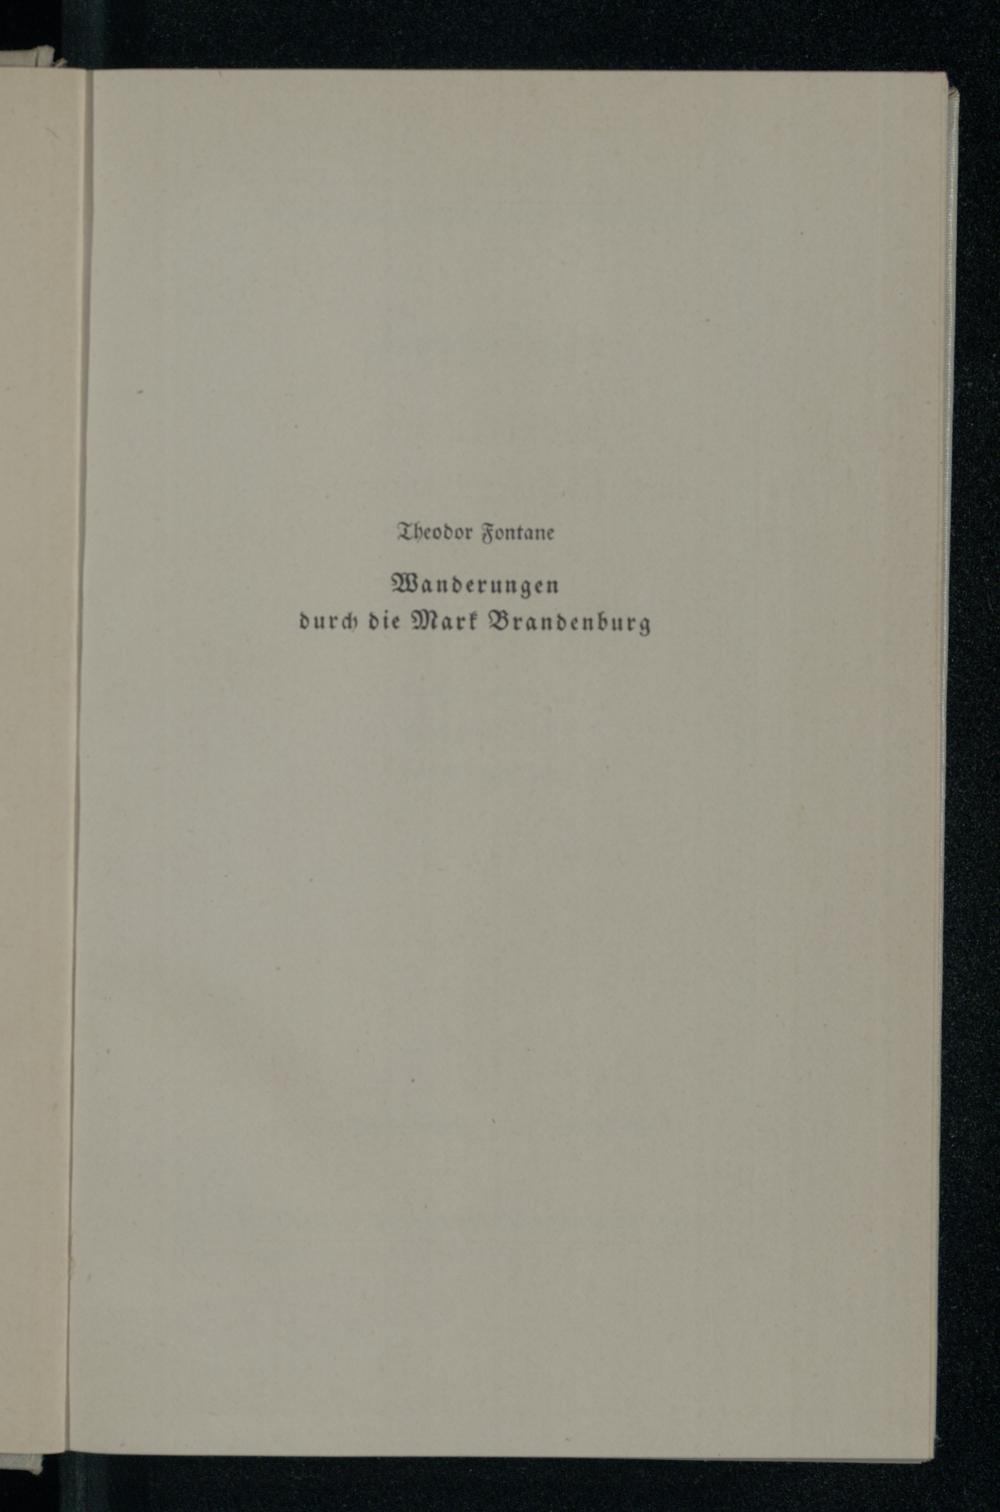 Theodor Fontane
Wanderungen
durch die Mark Brandenburg